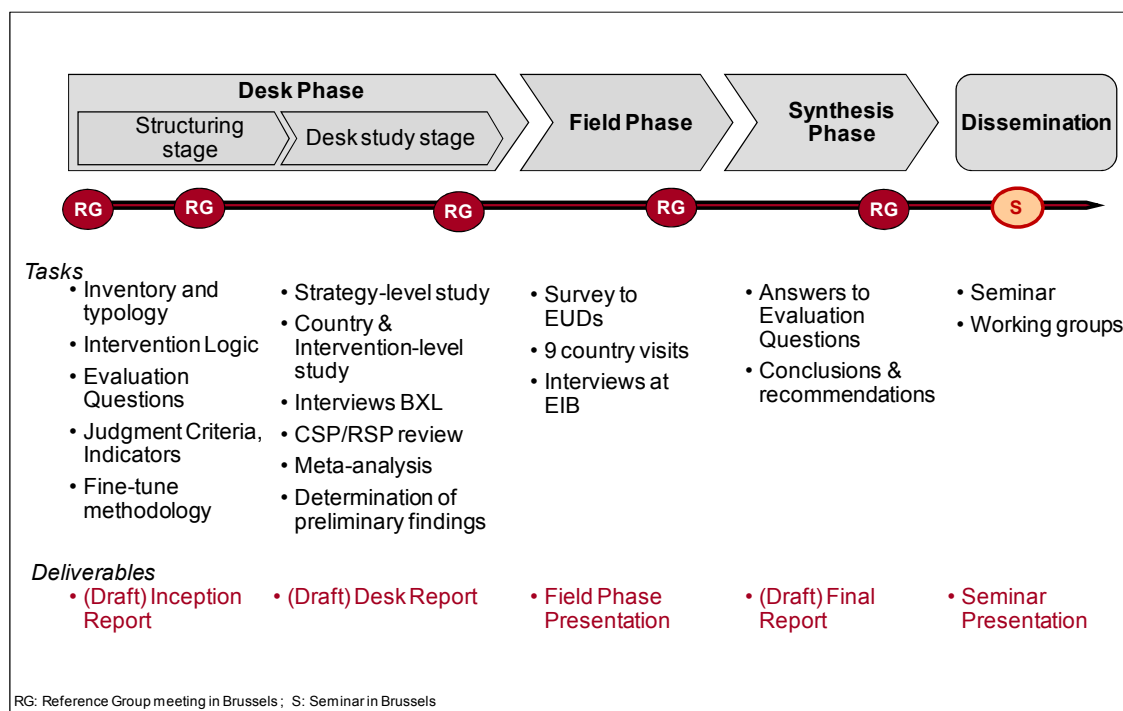 Desk Phase
Structuring
stage
Desk study stage
Field Phase
Synthesis
Phase
Dissemination
RG
RG
RG
RG
RG
S
Tasks
• Inventory and
typology
• Intervention Logic
• Evaluation
Questions
• Judgment Criteria,
Indicators
• Fine-tune
methodology
• Strategy-level study
• Country &
Intervention-level
study
• Interviews BXL
• CSP/RSP review
• Meta-analysis
• Determination of
preliminary findings
• Survey to
EUDs
• 9 country visits
• Interviews at
EIB
• Answers to
Evaluation
Questions
• Conclusions &
recommendations
• Seminar
• Working groups
Deliverables
• (Draft) Inception
Report
• (Draft) Desk Report
• Field Phase
Presentation
• (Draft) Final
Report
• Seminar
Presentation
RG: Reference Group meeting in Brussels ; S: Seminar in Brussels